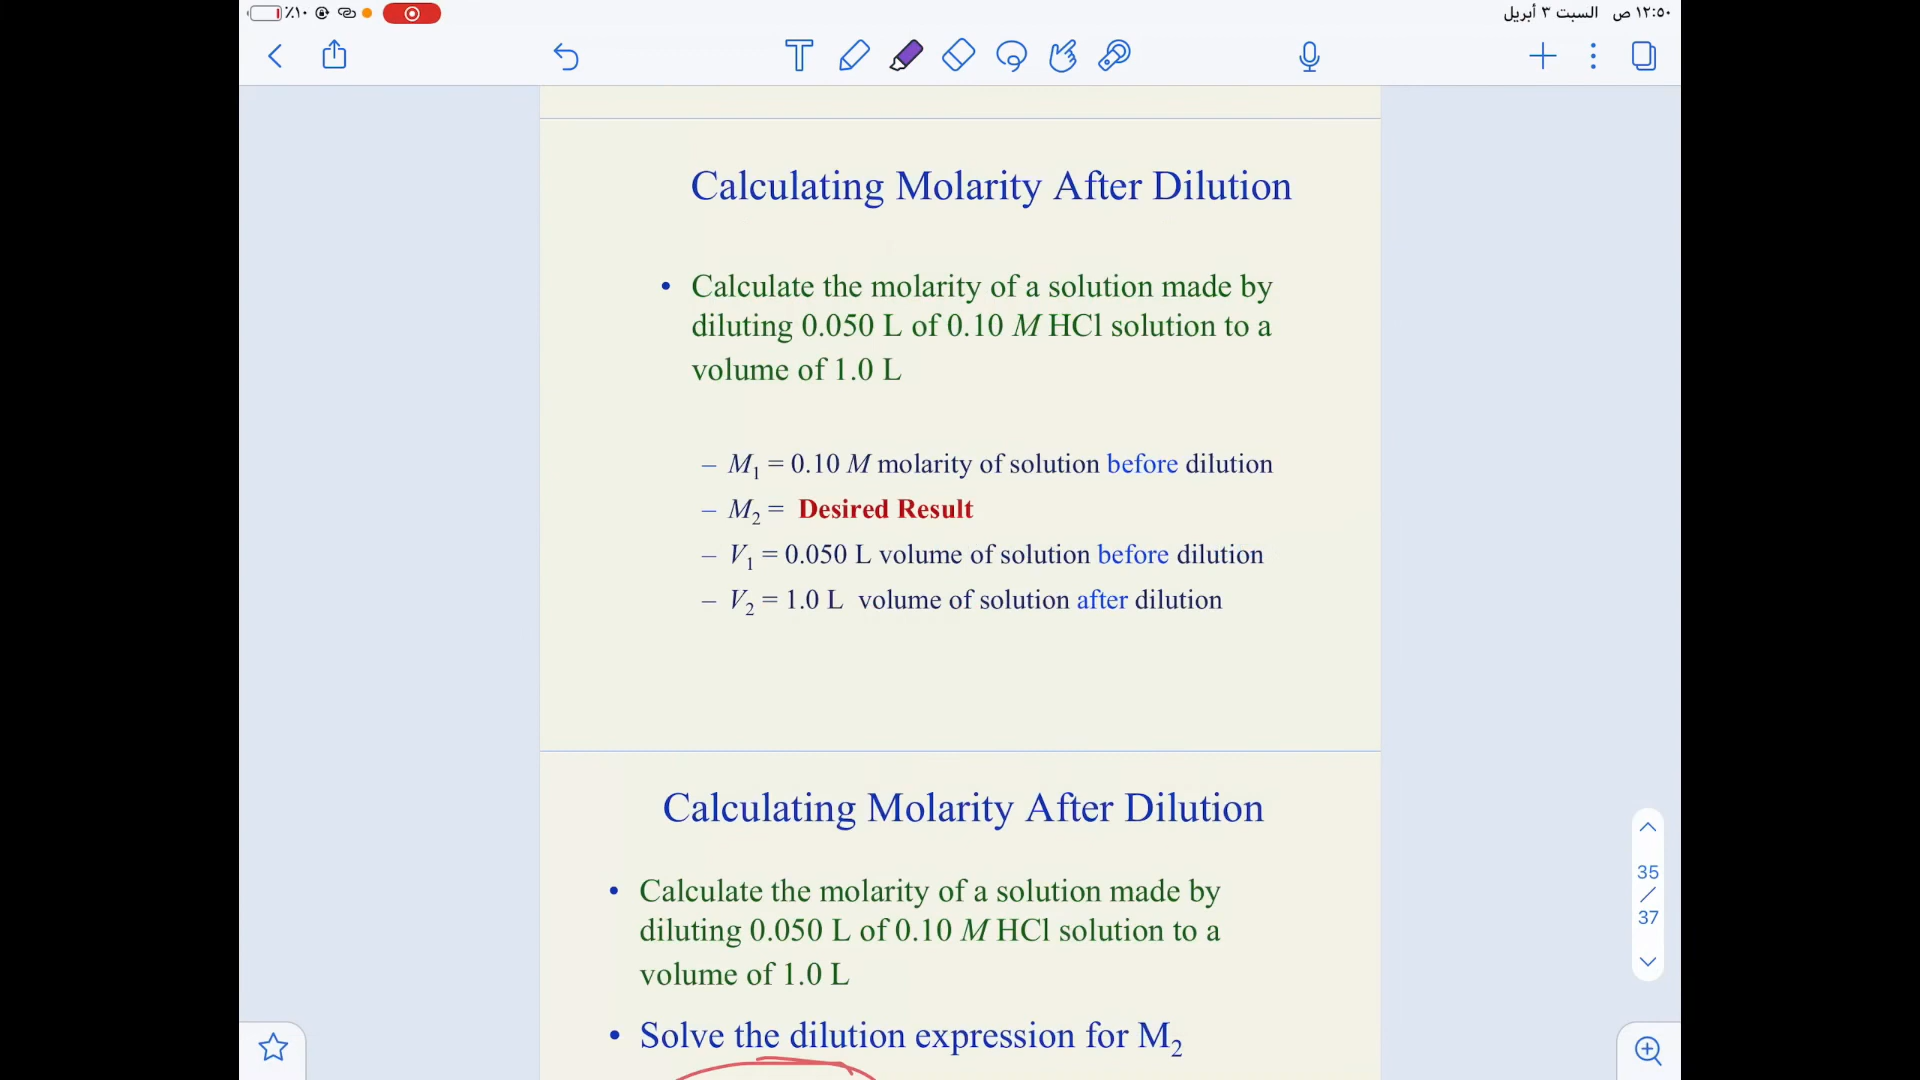 ٪١٠
السبت ٣ أبريل ١٢:٥٠ ص
Calculating Molarity After Dilution
• Calculate the molarity of a solution made by
diluting 0.050 L of 0.10 M HCl solution to a
volume of 1.0 L
– M₁ = 0.10 M molarity of solution before dilution
– M₂ = Desired Result
– V₁ = 0.050 L volume of solution before dilution
– V₂ = 1.0 L volume of solution after dilution
Calculating Molarity After Dilution
• Calculate the molarity of a solution made by
diluting 0.050 L of 0.10 M HCl solution to a
volume of 1.0 L
• Solve the dilution expression for M₂
35
/
37